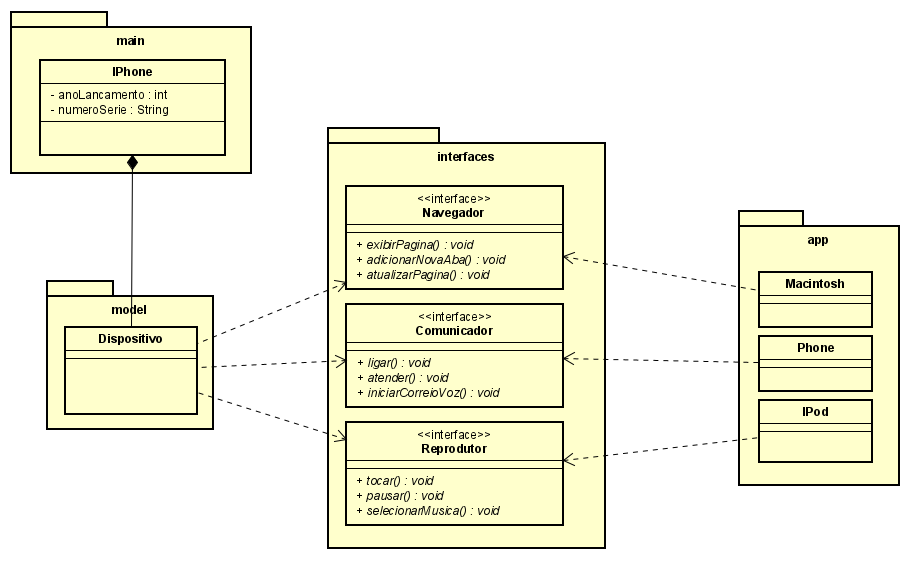 main
IPhone
- anoLancamento : int
- numeroSerie : String
model
Dispositivo
interfaces
<<interface>>
Navegador
+ exibirPagina() : void
+ adicionarNovaAba() : void
+ atualizarPagina() : void
<<interface>>
Comunicador
+ ligar() : void
+ atender() : void
+ iniciarCorreioVoz() : void
<<interface>>
Reprodutor
+ tocar() : void
+ pausar() : void
+ selecionarMusica() : void
app
Macintosh
Phone
IPod